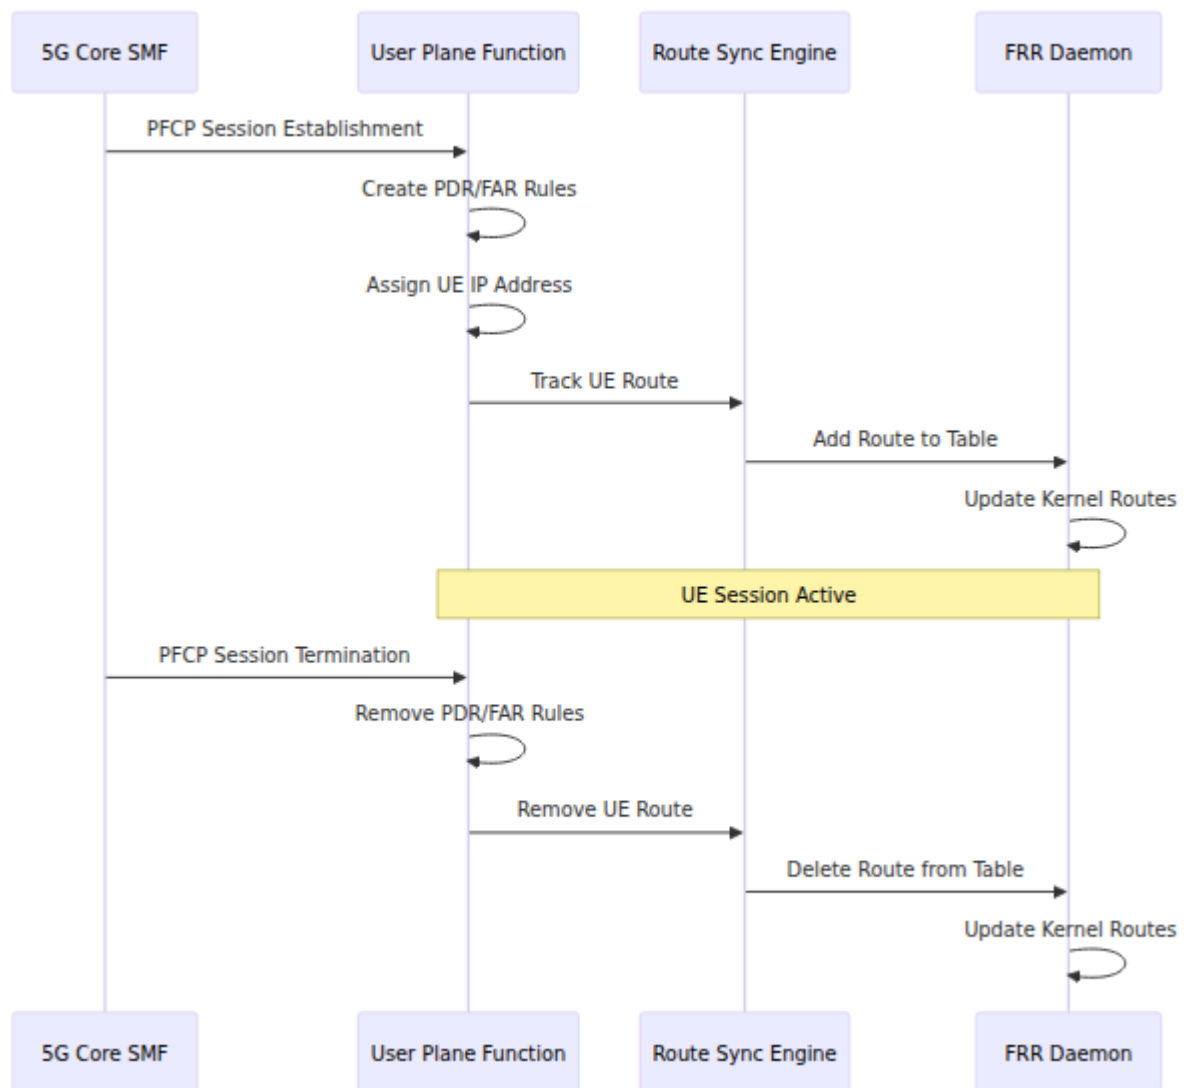 5G Core SMF
User Plane Function
Route Sync Engine
FRR Daemon
PFCP Session Establishment
Create PDR/FAR Rules
Assign UE IP Address
Track UE Route
Add Route to Table
Update Kernel Routes
UE Session Active
PFCP Session Termination
Remove PDR/FAR Rules
Remove UE Route
Delete Route from Table
Update Kernel Routes
5G Core SMF
User Plane Function
Route Sync Engine
FRR Daemon